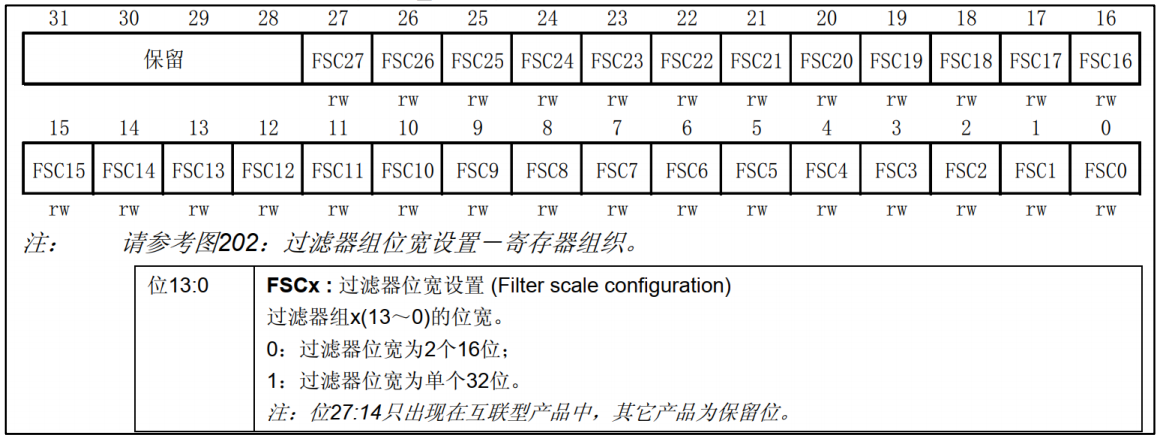 31 30 29 28 27 26 25 24 23 22 21 20 19 18 17 16
保留 FSC27 FSC26 FSC25 FSC24 FSC23 FSC22 FSC21 FSC20 FSC19 FSC18 FSC17 FSC16
rw rw rw rw rw rw rw rw rw rw rw rw
15 14 13 12 11 10 9 8 7 6 5 4 3 2 1 0
FSC15 FSC14 FSC13 FSC12 FSC11 FSC10 FSC9 FSC8 FSC7 FSC6 FSC5 FSC4 FSC3 FSC2 FSC1 FSC0
rw rw rw rw rw rw rw rw rw rw rw rw rw rw rw rw
注： 请参考图202：过滤器组位宽设置－寄存器组织。
位13:0 FSCx : 过滤器位宽设置 (Filter scale configuration)
过滤器组x(13～0)的位宽。
0：过滤器位宽为2个16位；
1：过滤器位宽为单个32位。
注：位27:14只出现在互联型产品中，其它产品为保留位。